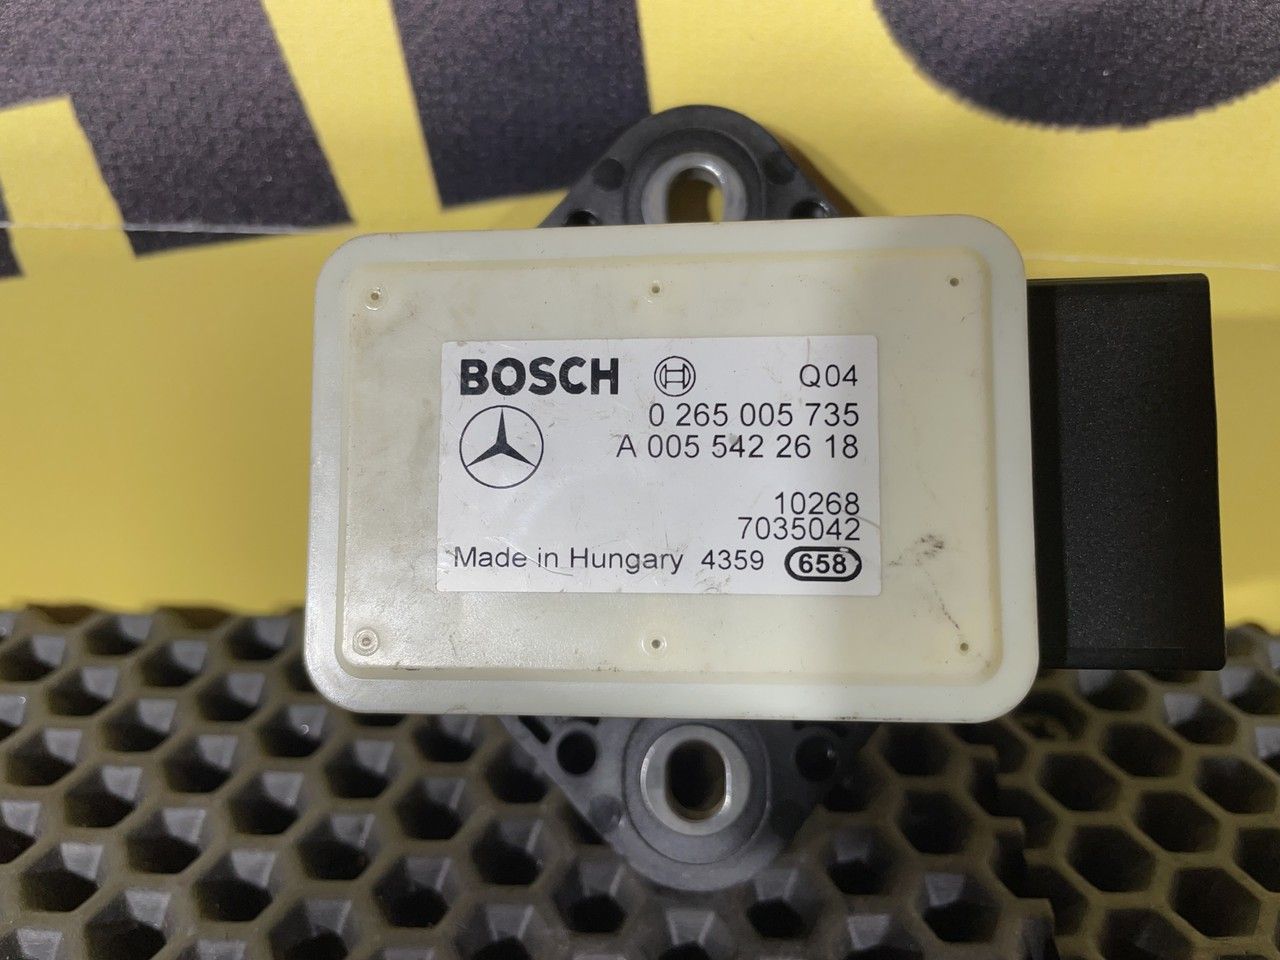 BOSCH Q04
0 265 005 735
A 005 542 26 18
10268
7035042
Made in Hungary 4359 658